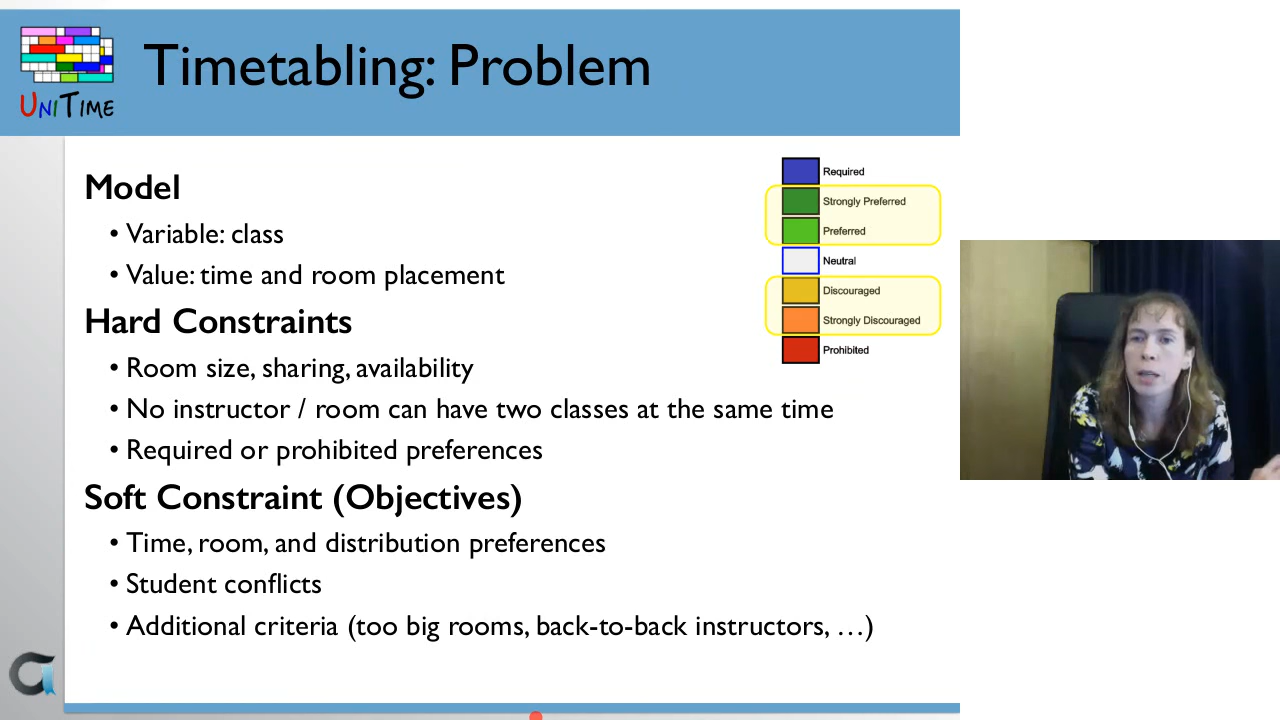 Timetabling: Problem
UNITIME
Model
• Variable: class
• Value: time and room placement
Hard Constraints
• Room size, sharing, availability
• No instructor / room can have two classes at the same time
• Required or prohibited preferences
Soft Constraint (Objectives)
• Time, room, and distribution preferences
• Student conflicts
• Additional criteria (too big rooms, back-to-back instructors, …)
Required
Strongly Preferred
Preferred
Neutral
Discouraged
Strongly Discouraged
Prohibited